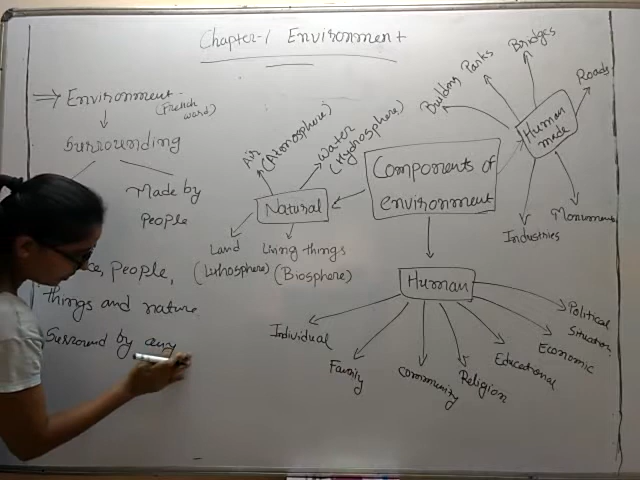 Chapter-1 Environment
⇒ Environment
(French word)
Surrounding
Made by
People
people,
things and nature
Surround by any
Components of
environment
Natural
Air
(Atmosphere)
Water
(Hydrosphere)
Land
(Lithosphere)
Living things
(Biosphere)
Human
made
Building
Parks
Bridges
Roads
Industries
Monument
Human
Individual
Family
Community
Religion
Educational
Economic
Political
Situation